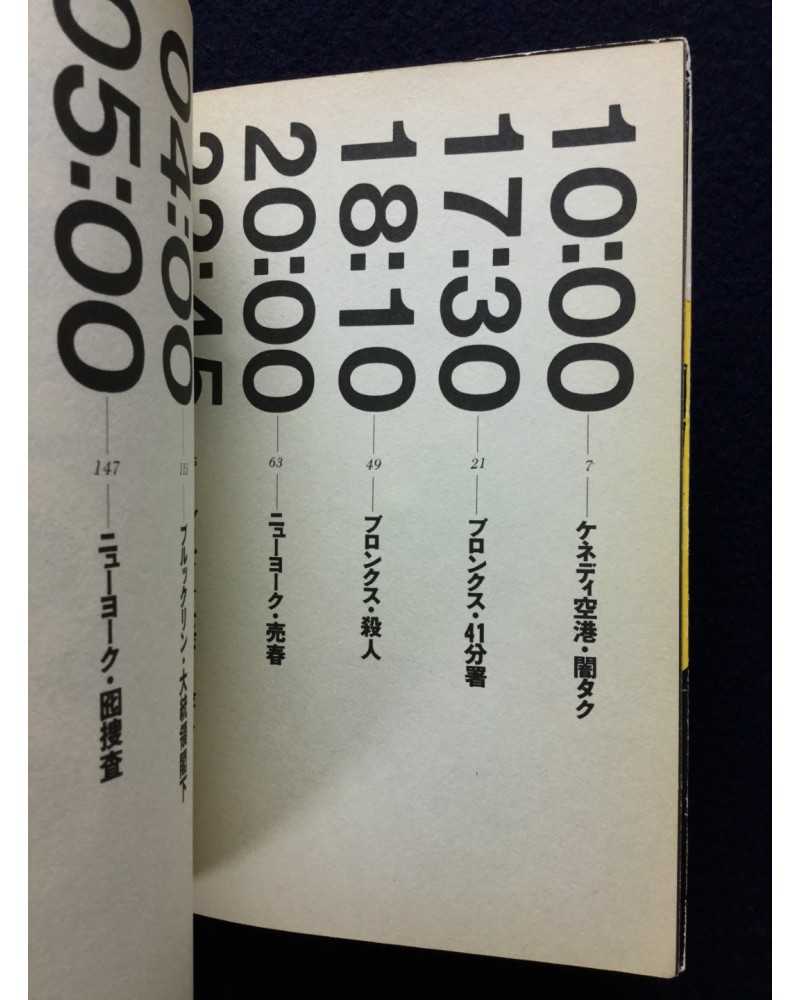 10:00 7 ケネディ空港・闇タク
17:30 21 ブロンクス・41分署
18:10 49 ブロンクス・殺人
20:00 63 ニューヨーク・売春
22:45
04:00 ブルックリン・大統領閣下
05:00 147 ニューヨーク・囮捜査